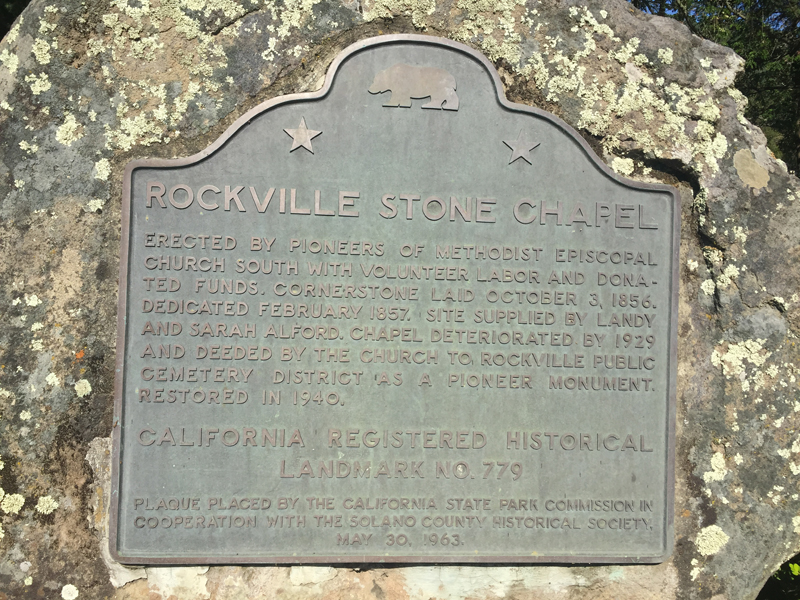 ROCKVILLE STONE CHAPEL
ERECTED BY PIONEERS OF METHODIST EPISCOPAL
CHURCH SOUTH WITH VOLUNTEER LABOR AND DONA-
TED FUNDS. CORNERSTONE LAID OCTOBER 3, 1856.
DEDICATED FEBRUARY 1857. SITE SUPPLIED BY LANDY
AND SARAH ALFORD. CHAPEL DETERIORATED BY 1929
AND DEEDED BY THE CHURCH TO ROCKVILLE PUBLIC
CEMETERY DISTRICT AS A PIONEER MONUMENT.
RESTORED IN 1940.
CALIFORNIA REGISTERED HISTORICAL
LANDMARK NO. 779
PLAQUE PLACED BY THE CALIFORNIA STATE PARK COMMISSION IN
COOPERATION WITH THE SOLANO COUNTY HISTORICAL SOCIETY,
MAY 30, 1963.